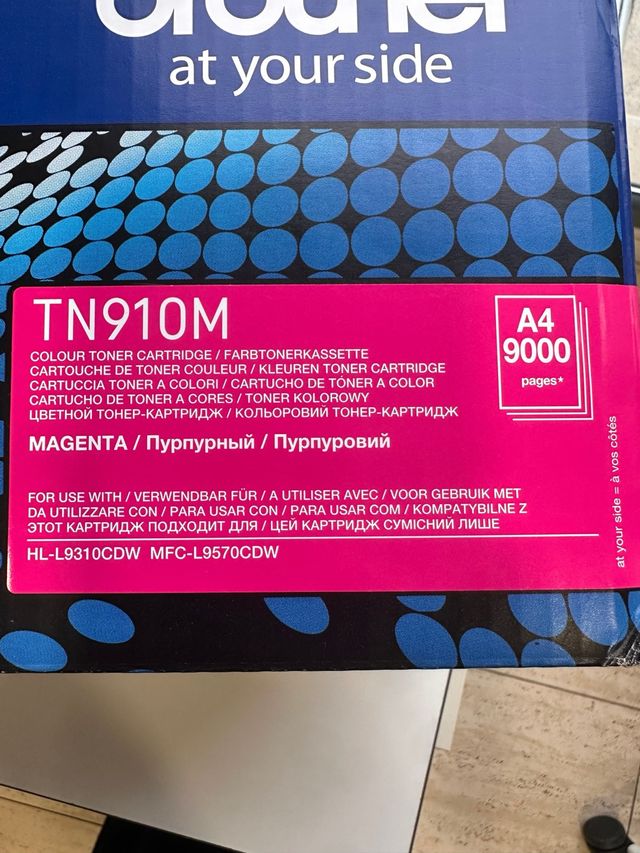 brother
at your side
TN910M
COLOUR TONER CARTRIDGE / FARBTONERKASSETTE
CARTOUCHE DE TONER COULEUR / KLEUREN TONER CARTRIDGE
CARTUCCIA TONER A COLORI / CARTUCHO DE TÓNER A COLOR
CARTUCHO DE TONER A CORES / TONER KOLOROWY
ЦВЕТНОЙ ТОНЕР-КАРТРИДЖ / КОЛЬОРОВИЙ ТОНЕР-КАРТРИДЖ
MAGENTA / Пурпурный / Пурпуровий
A4
9000
pages*
FOR USE WITH / VERWENDBAR FÜR / A UTILISER AVEC / VOOR GEBRUIK MET
DA UTILIZZARE CON / PARA USAR CON / PARA USAR COM / KOMPATYBILNE Z
ЭТОТ КАРТРИДЖ ПОДХОДИТ ДЛЯ / ЦЕЙ КАРТРИДЖ СУМІСНИЙ ЛИШЕ
HL-L9310CDW MFC-L9570CDW
at your side = à vos côtés